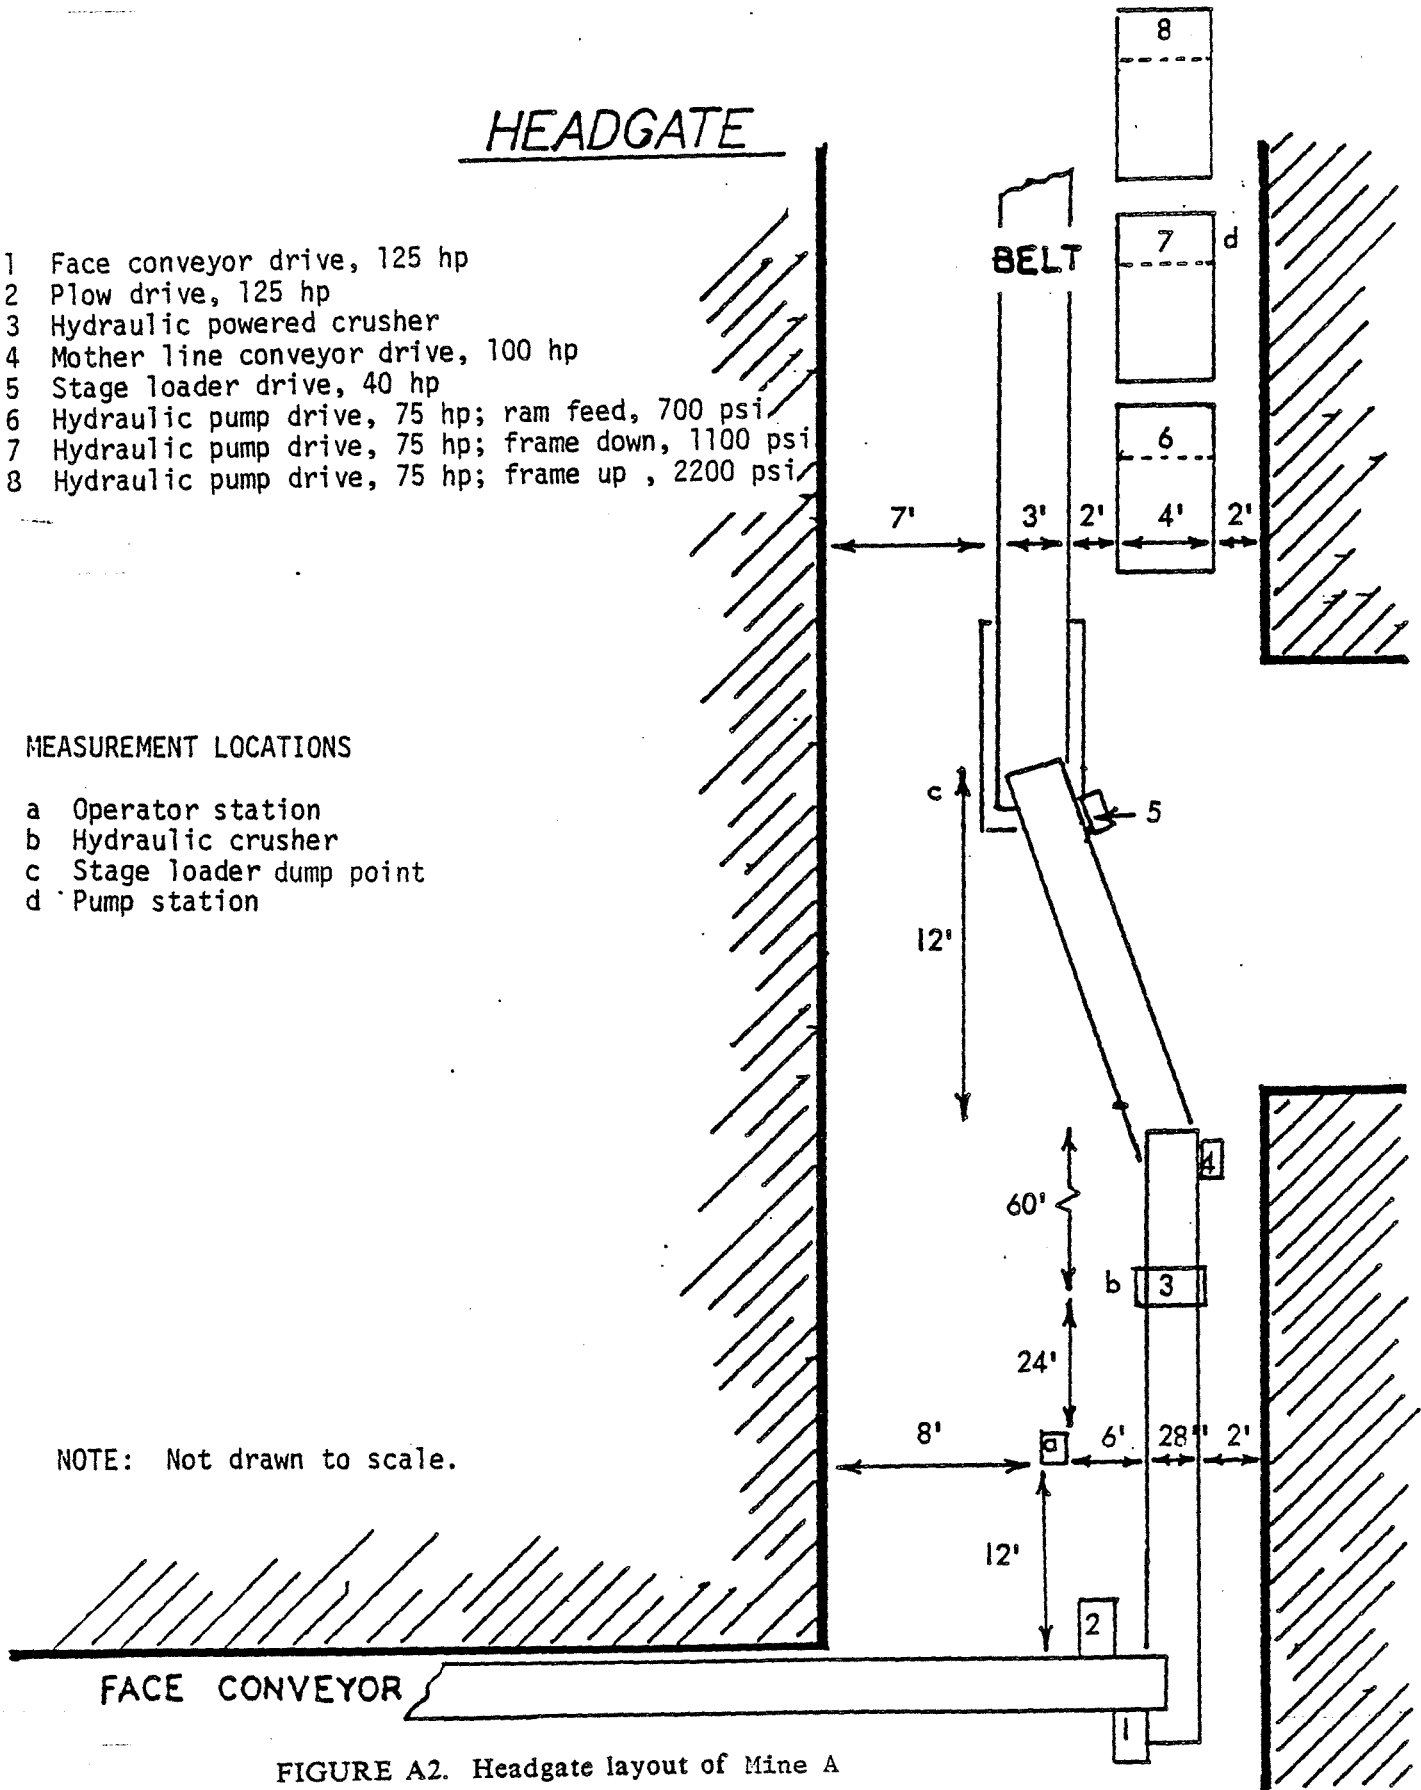 8
HEADGATE
1 Face conveyor drive, 125 hp
2 Plow drive, 125 hp
3 Hydraulic powered crusher
4 Mother line conveyor drive, 100 hp
5 Stage loader drive, 40 hp
6 Hydraulic pump drive, 75 hp; ram feed, 700 psi
7 Hydraulic pump drive, 75 hp; frame down, 1100 psi
8 Hydraulic pump drive, 75 hp; frame up , 2200 psi
BELT
7 d
6
7' 3' 2' 4' 2'
MEASUREMENT LOCATIONS
a Operator station
b Hydraulic crusher
c Stage loader dump point
d Pump station
c
5
12'
4
60'
b 3
24'
8' a 6' 28" 2'
NOTE: Not drawn to scale.
12'
2
FACE CONVEYOR
1
FIGURE A2. Headgate layout of Mine A